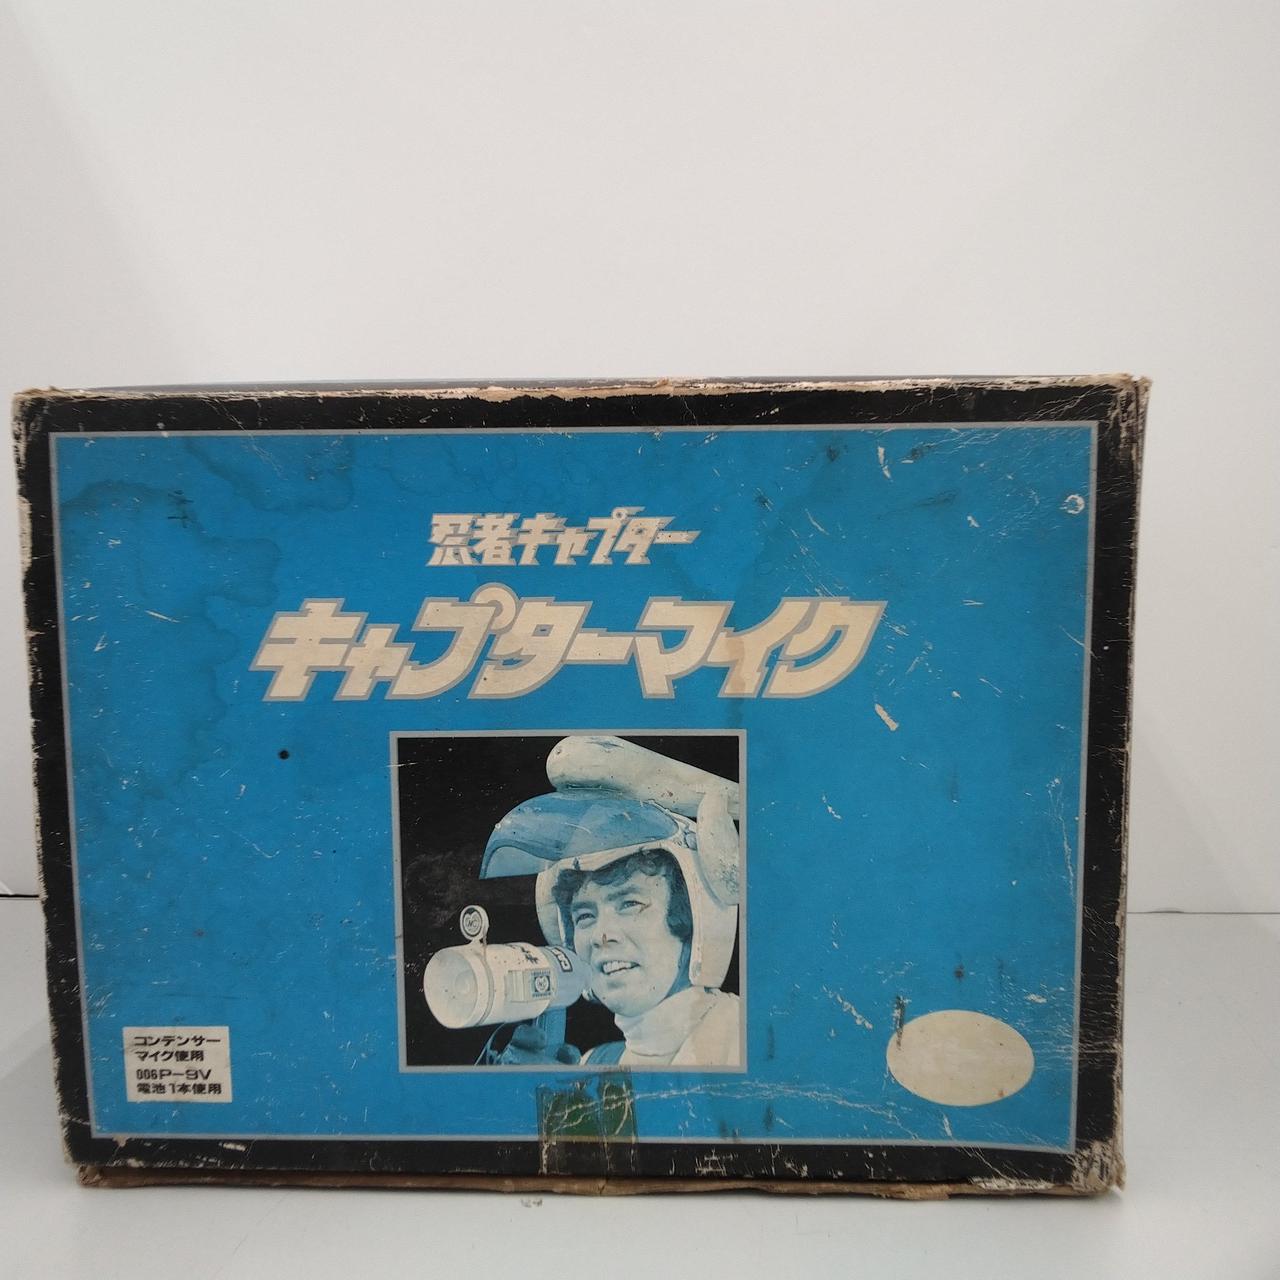 忍者キャプター
キャプターマイク
コンデンサー
マイク使用
006P-9V
電池1本使用